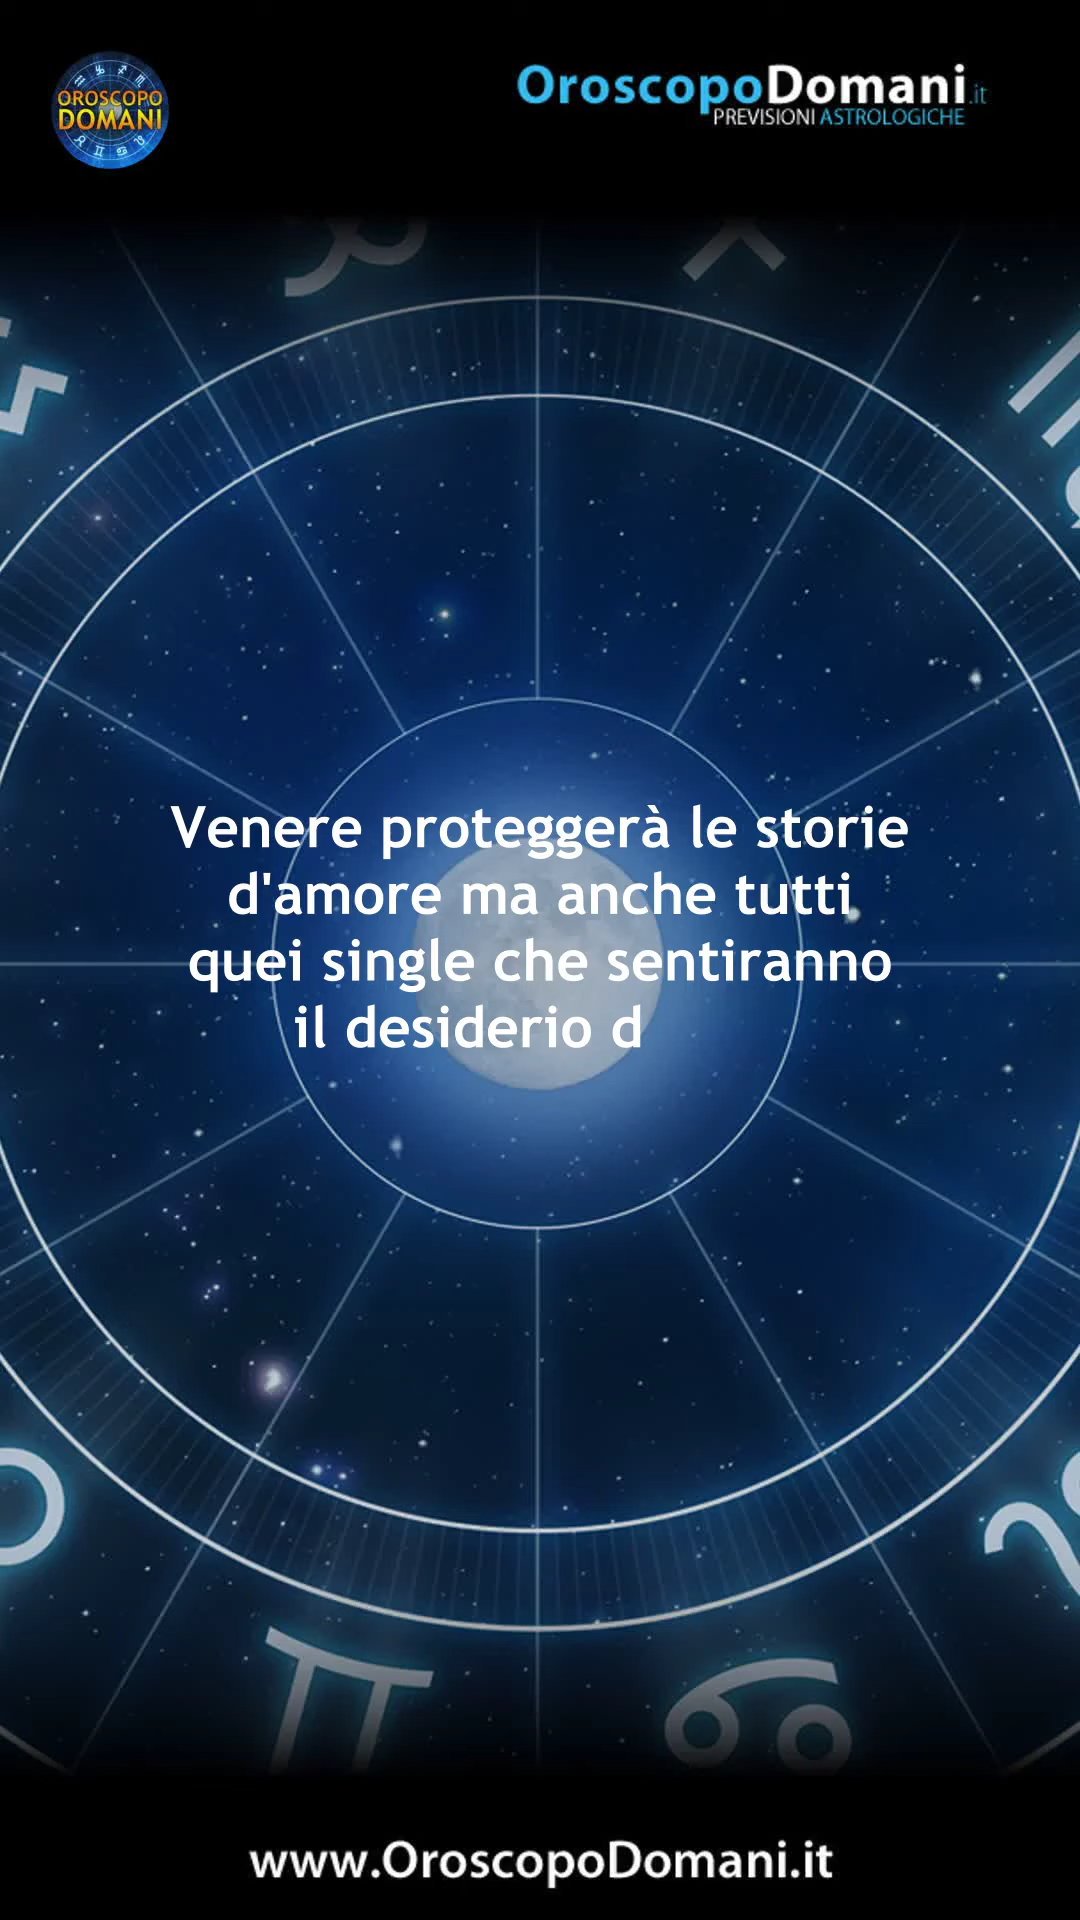 OROSCOPO
DOMANI
OroscopoDomani.it
PREVISIONI ASTROLOGICHE
Venere proteggerà le storie
d'amore ma anche tutti
quei single che sentiranno
il desiderio d
www.OroscopoDomani.it